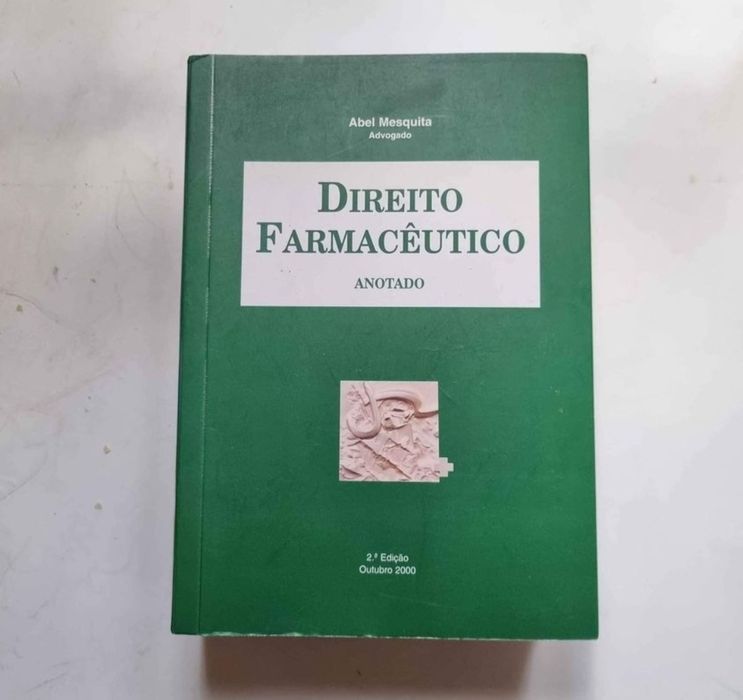 Abel Mesquita
Advogado
DIREITO
FARMACÊUTICO
ANOTADO
2.ª Edição
Outubro 2000